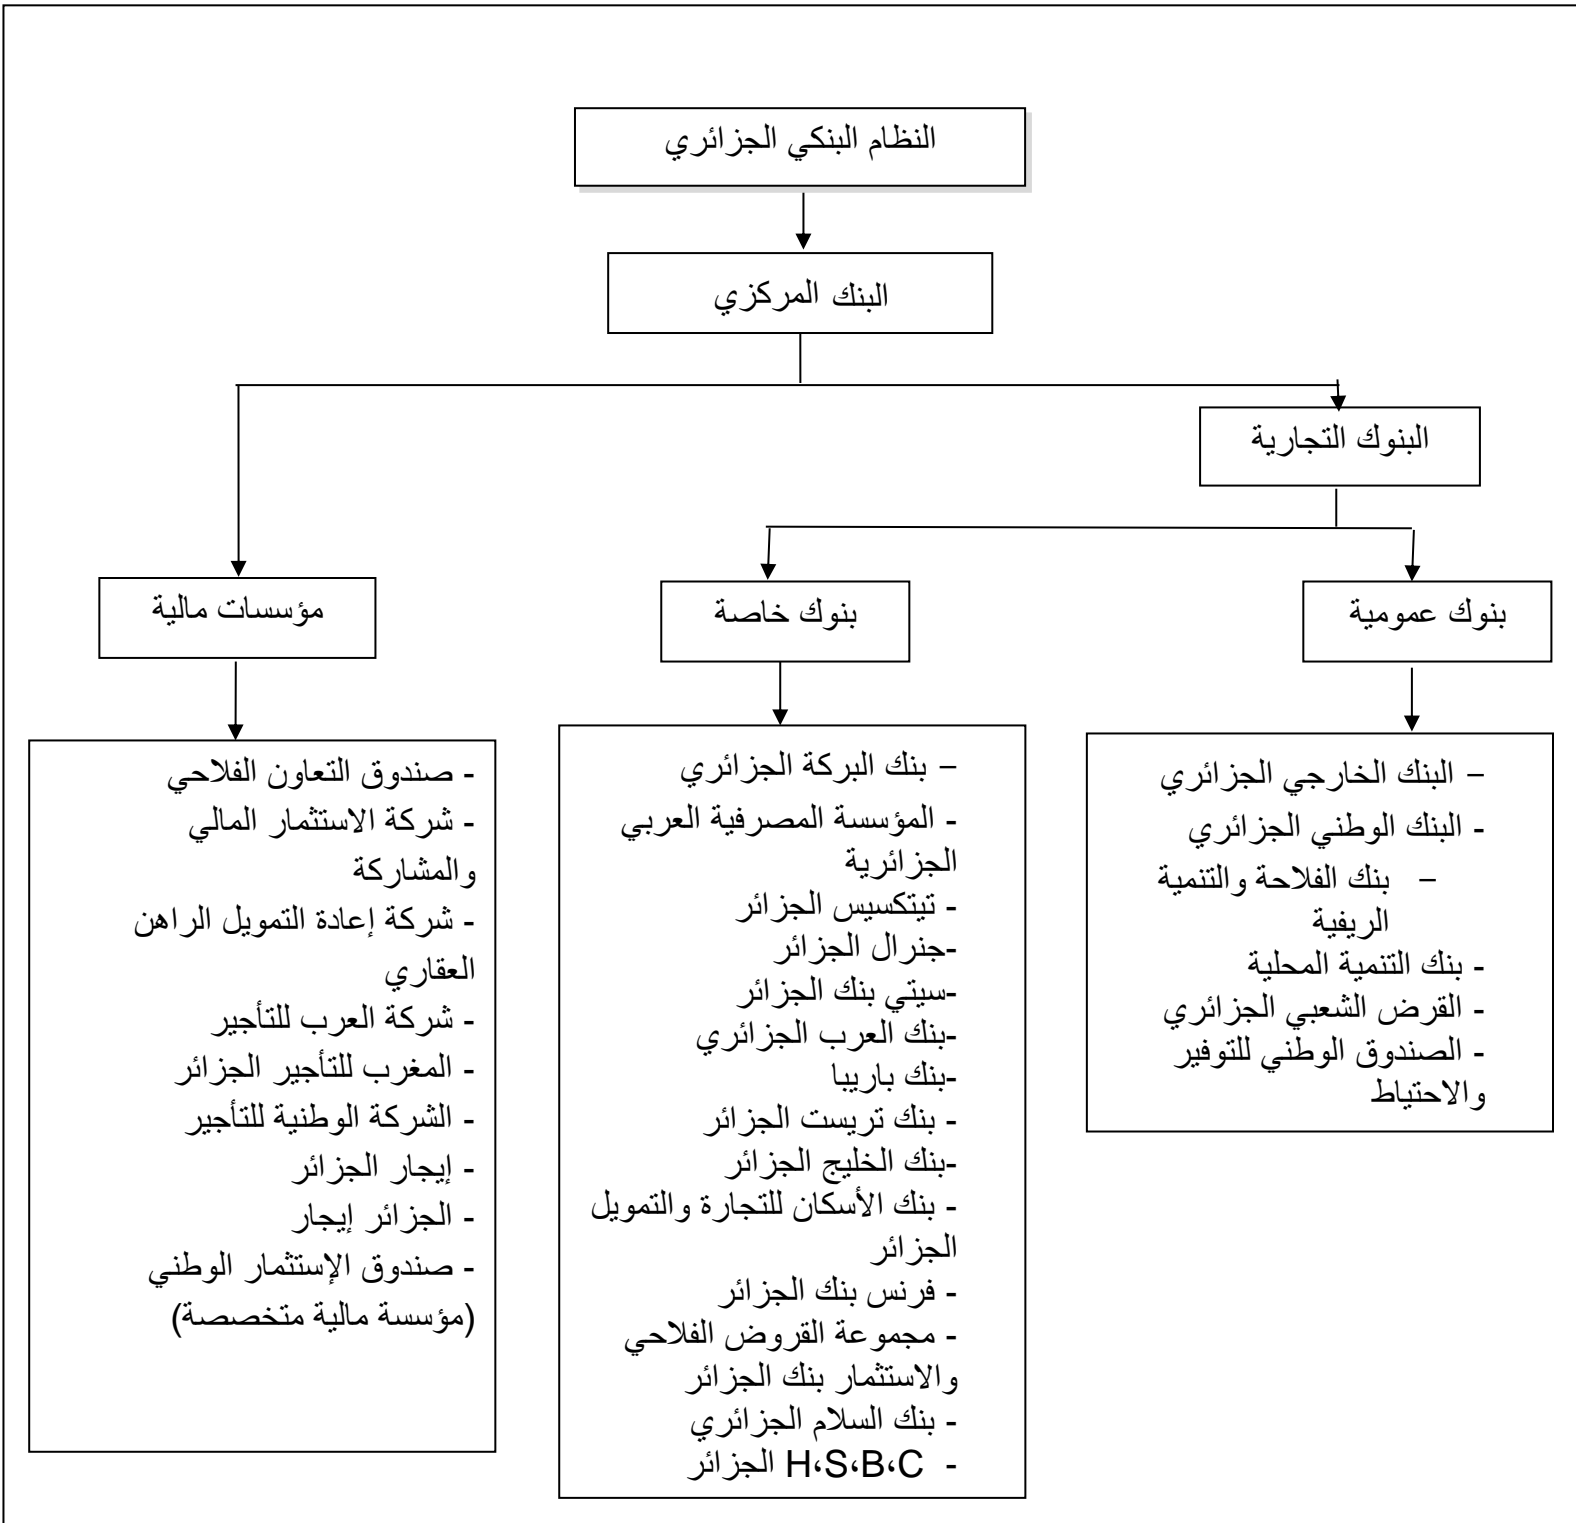 النظام البنكي الجزائري
البنك المركزي
البنوك التجارية
بنوك عمومية
بنوك خاصة
مؤسسات مالية
– البنك الخارجي الجزائري
- البنك الوطني الجزائري
– بنك الفلاحة والتنمية
الريفية
- بنك التنمية المحلية
- القرض الشعبي الجزائري
- الصندوق الوطني للتوفير
والاحتياط
– بنك البركة الجزائري
- المؤسسة المصرفية العربي
الجزائرية
- تيتكسيس الجزائر
-جنرال الجزائر
-سيتي بنك الجزائر
-بنك العرب الجزائري
-بنك باريبا
- بنك تريست الجزائر
-بنك الخليج الجزائر
- بنك الأسكان للتجارة والتمويل
الجزائر
- فرنس بنك الجزائر
- مجموعة القروض الفلاحي
والاستثمار بنك الجزائر
- بنك السلام الجزائري
- H،S،B،C الجزائر
- صندوق التعاون الفلاحي
- شركة الاستثمار المالي
والمشاركة
- شركة إعادة التمويل الراهن
العقاري
- شركة العرب للتأجير
- المغرب للتأجير الجزائر
- الشركة الوطنية للتأجير
- إيجار الجزائر
- الجزائر إيجار
- صندوق الإستثمار الوطني
(مؤسسة مالية متخصصة)